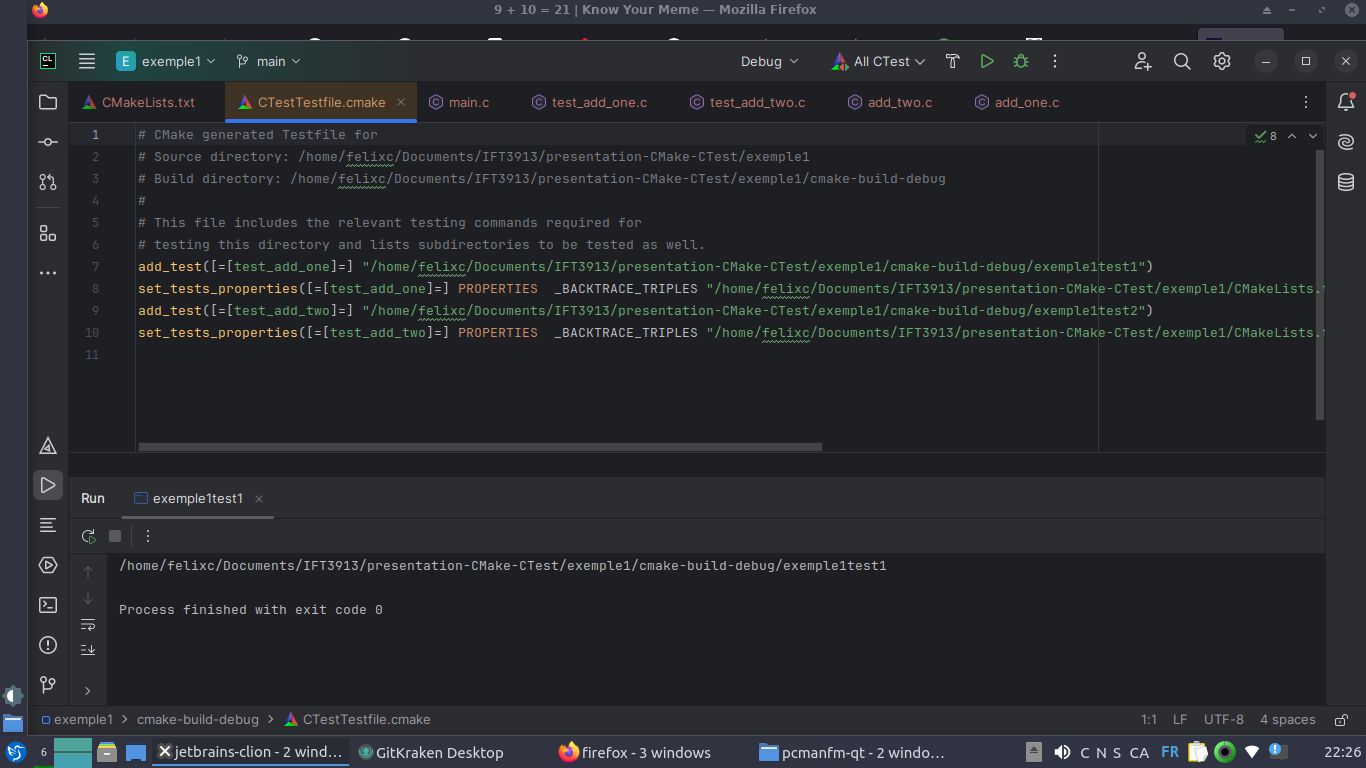 9 + 10 = 21 | Know Your Meme — Mozilla Firefox
CL
E exemple1 main Debug All CTest
CMakeLists.txt CTestTestfile.cmake main.c test_add_one.c test_add_two.c add_two.c add_one.c
8
1 # CMake generated Testfile for
2 # Source directory: /home/felixc/Documents/IFT3913/presentation-CMake-CTest/exemple1
3 # Build directory: /home/felixc/Documents/IFT3913/presentation-CMake-CTest/exemple1/cmake-build-debug
4 #
5 # This file includes the relevant testing commands required for
6 # testing this directory and lists subdirectories to be tested as well.
7 add_test([=[test_add_one]=] "/home/felixc/Documents/IFT3913/presentation-CMake-CTest/exemple1/cmake-build-debug/exemple1test1")
8 set_tests_properties([=[test_add_one]=] PROPERTIES  _BACKTRACE_TRIPLES "/home/felixc/Documents/IFT3913/presentation-CMake-CTest/exemple1/CMakeLists.
9 add_test([=[test_add_two]=] "/home/felixc/Documents/IFT3913/presentation-CMake-CTest/exemple1/cmake-build-debug/exemple1test2")
10 set_tests_properties([=[test_add_two]=] PROPERTIES  _BACKTRACE_TRIPLES "/home/felixc/Documents/IFT3913/presentation-CMake-CTest/exemple1/CMakeLists.
11
Run exemple1test1
/home/felixc/Documents/IFT3913/presentation-CMake-CTest/exemple1/cmake-build-debug/exemple1test1
Process finished with exit code 0
exemple1 > cmake-build-debug > CTestTestfile.cmake 1:1 LF UTF-8 4 spaces
6 jetbrains-clion - 2 wind... GitKraken Desktop firefox - 3 windows pcmanfm-qt - 2 windo... C N S CA FR 22:26